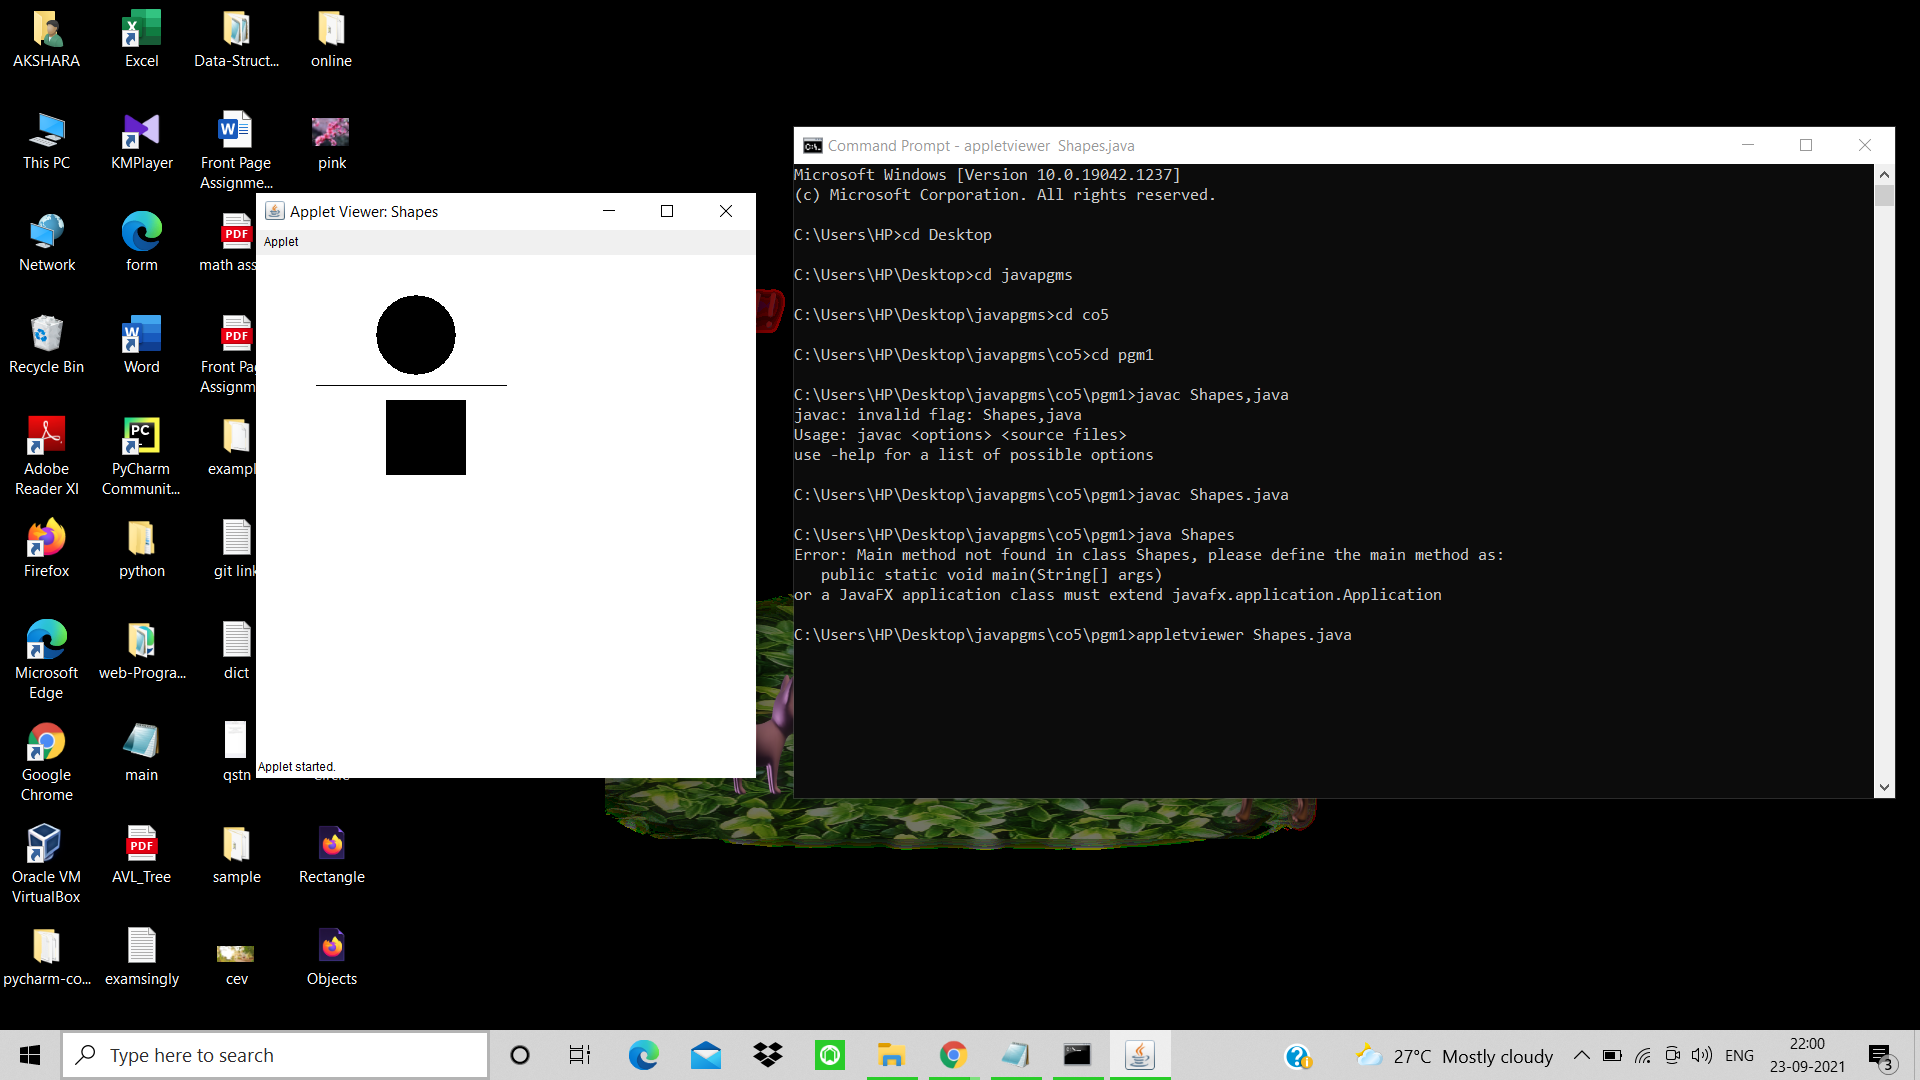 AKSHARA
Excel
Data-Struct...
online
This PC
KMPlayer
Front Page
Assignme...
pink
Network
form
math ass
Recycle Bin
Word
Front Pa
Assignm
Adobe
Reader XI
PyCharm
Communit...
exampl
Firefox
python
git link
Microsoft
Edge
web-Progra...
dict
Google
Chrome
main
qstn
Oracle VM
VirtualBox
AVL_Tree
sample
Rectangle
pycharm-co...
examsingly
cev
Objects
Applet Viewer: Shapes
Applet
Applet started.
Command Prompt - appletviewer  Shapes.java
Microsoft Windows [Version 10.0.19042.1237]
(c) Microsoft Corporation. All rights reserved.
C:\Users\HP>cd Desktop
C:\Users\HP\Desktop>cd javapgms
C:\Users\HP\Desktop\javapgms>cd co5
C:\Users\HP\Desktop\javapgms\co5>cd pgm1
C:\Users\HP\Desktop\javapgms\co5\pgm1>javac Shapes,java
javac: invalid flag: Shapes,java
Usage: javac <options> <source files>
use -help for a list of possible options
C:\Users\HP\Desktop\javapgms\co5\pgm1>javac Shapes.java
C:\Users\HP\Desktop\javapgms\co5\pgm1>java Shapes
Error: Main method not found in class Shapes, please define the main method as:
   public static void main(String[] args)
or a JavaFX application class must extend javafx.application.Application
C:\Users\HP\Desktop\javapgms\co5\pgm1>appletviewer Shapes.java
Type here to search
27°C Mostly cloudy
ENG
22:00
23-09-2021
3